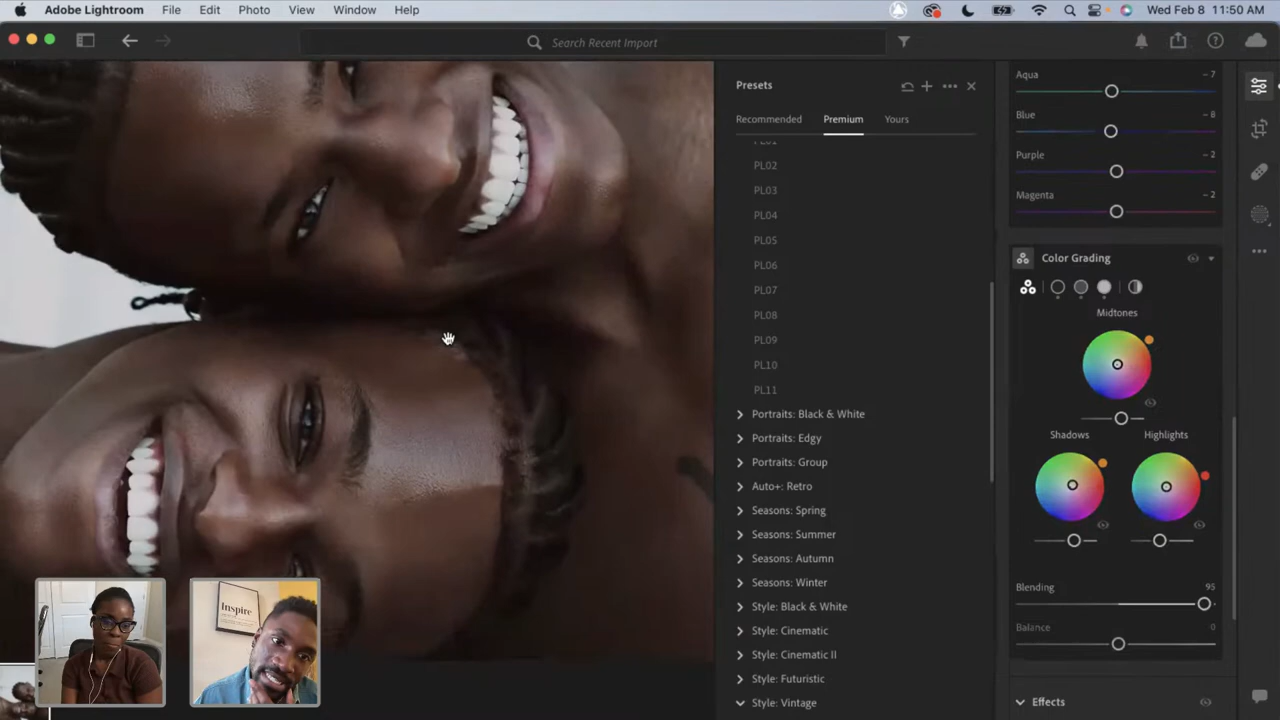 Adobe Lightroom File Edit Photo View Window Help Wed Feb 8 11:50 AM
Search Recent Import
Presets
Recommended Premium Yours
PL01
PL02
PL03
PL04
PL05
PL06
PL07
PL08
PL09
PL10
PL11
Portraits: Black & White
Portraits: Edgy
Portraits: Group
Auto+: Retro
Seasons: Spring
Seasons: Summer
Seasons: Autumn
Seasons: Winter
Style: Black & White
Style: Cinematic
Style: Cinematic II
Style: Futuristic
Style: Vintage
Aqua – 7
Blue – 8
Purple – 2
Magenta – 2
Color Grading
Midtones
Shadows Highlights
Blending 95
Balance 0
Effects
Inspire